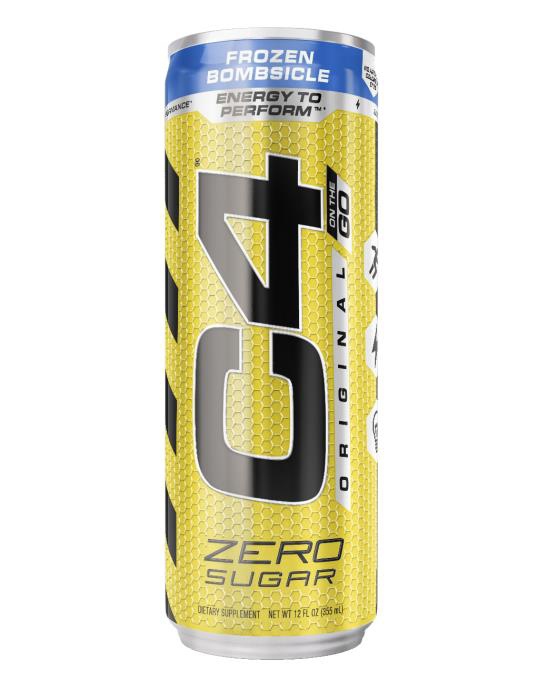 FROZEN
BOMBSICLE
ENERGY TO
PERFORM™*
C4®
ORIGINAL
ON THE
GO
ZERO
SUGAR
DIETARY SUPPLEMENT NET WT 12 FL OZ (355 mL)